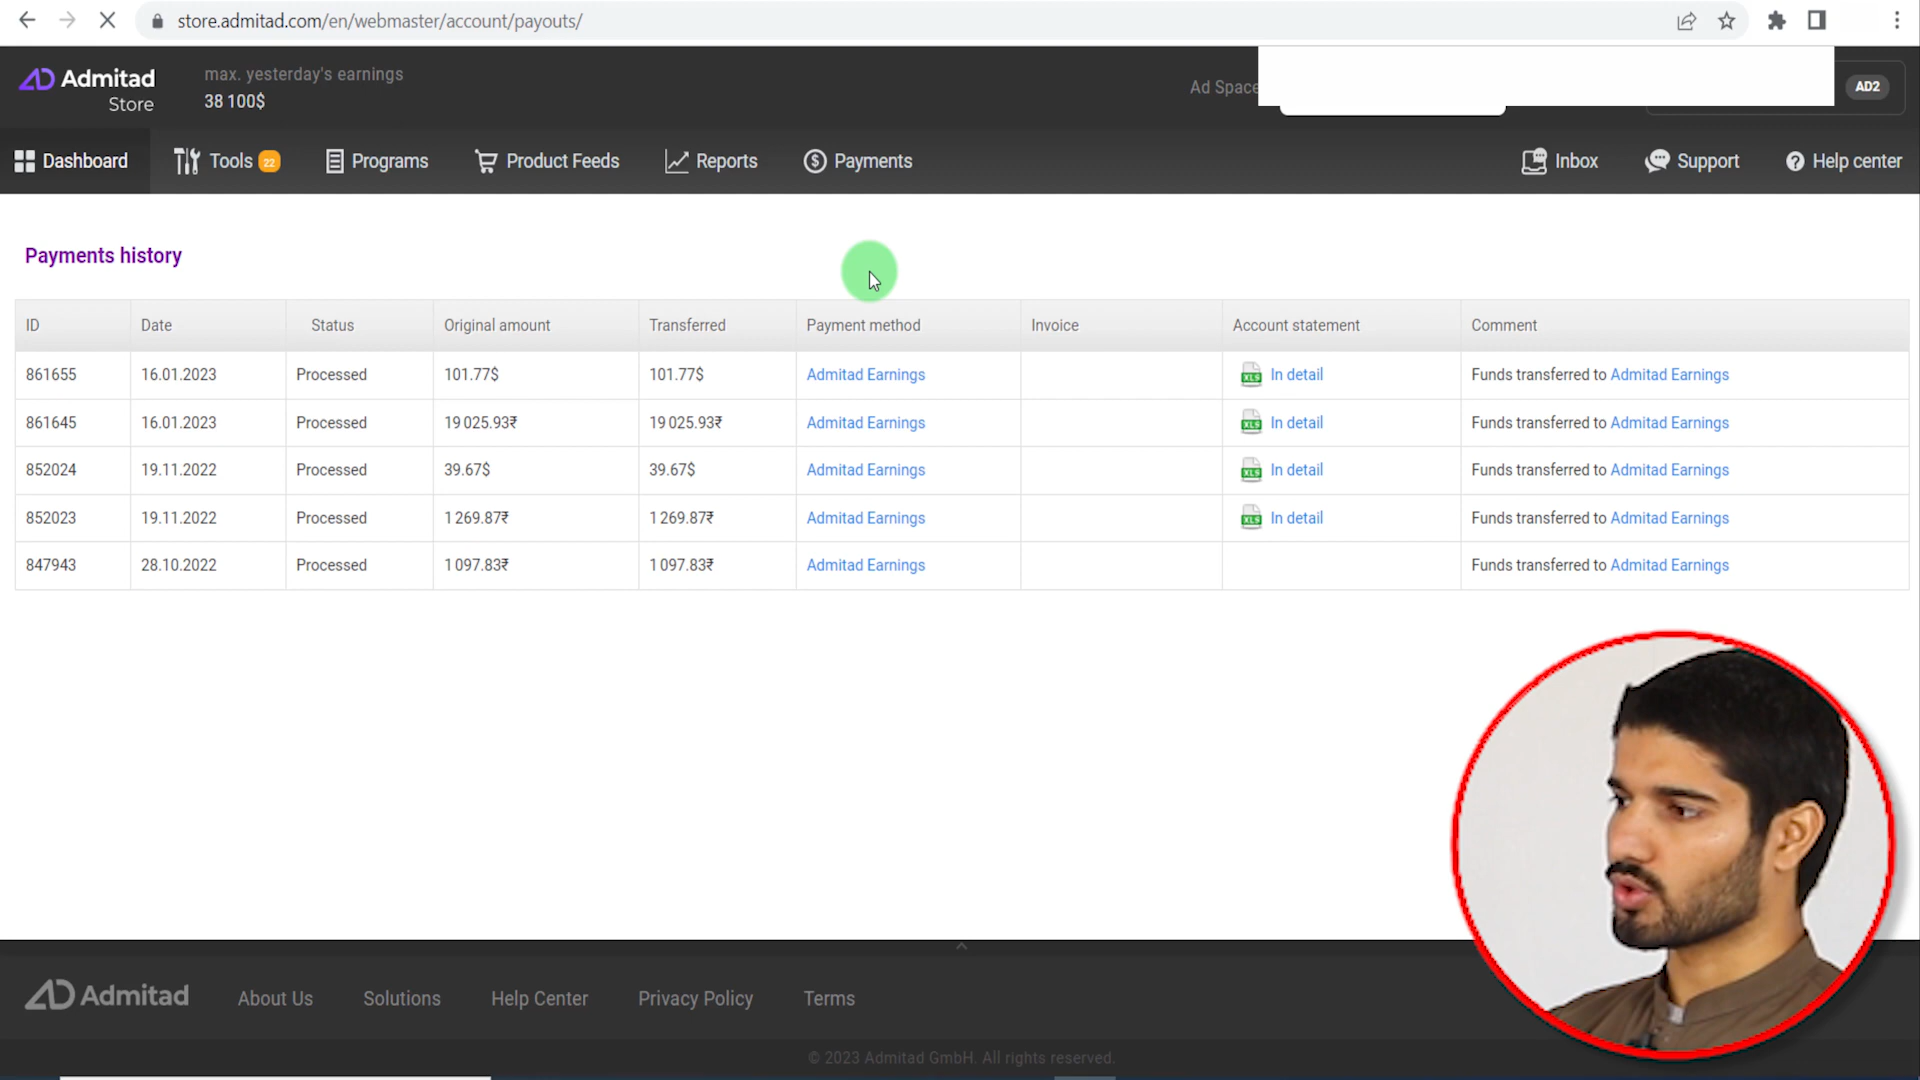 store.admitad.com/en/webmaster/account/payouts/
Admitad
Store
max. yesterday's earnings
38 100$
Ad Space
AD2
Dashboard
Tools 22
Programs
Product Feeds
Reports
Payments
Inbox
Support
Help center
Payments history
ID Date Status Original amount Transferred Payment method Invoice Account statement Comment
861655 16.01.2023 Processed 101.77$ 101.77$ Admitad Earnings XLS In detail Funds transferred to Admitad Earnings
861645 16.01.2023 Processed 19 025.93₹ 19 025.93₹ Admitad Earnings XLS In detail Funds transferred to Admitad Earnings
852024 19.11.2022 Processed 39.67$ 39.67$ Admitad Earnings XLS In detail Funds transferred to Admitad Earnings
852023 19.11.2022 Processed 1 269.87₹ 1 269.87₹ Admitad Earnings XLS In detail Funds transferred to Admitad Earnings
847943 28.10.2022 Processed 1 097.83₹ 1 097.83₹ Admitad Earnings Funds transferred to Admitad Earnings
Admitad
About Us
Solutions
Help Center
Privacy Policy
Terms
© 2023 Admitad GmbH. All rights reserved.